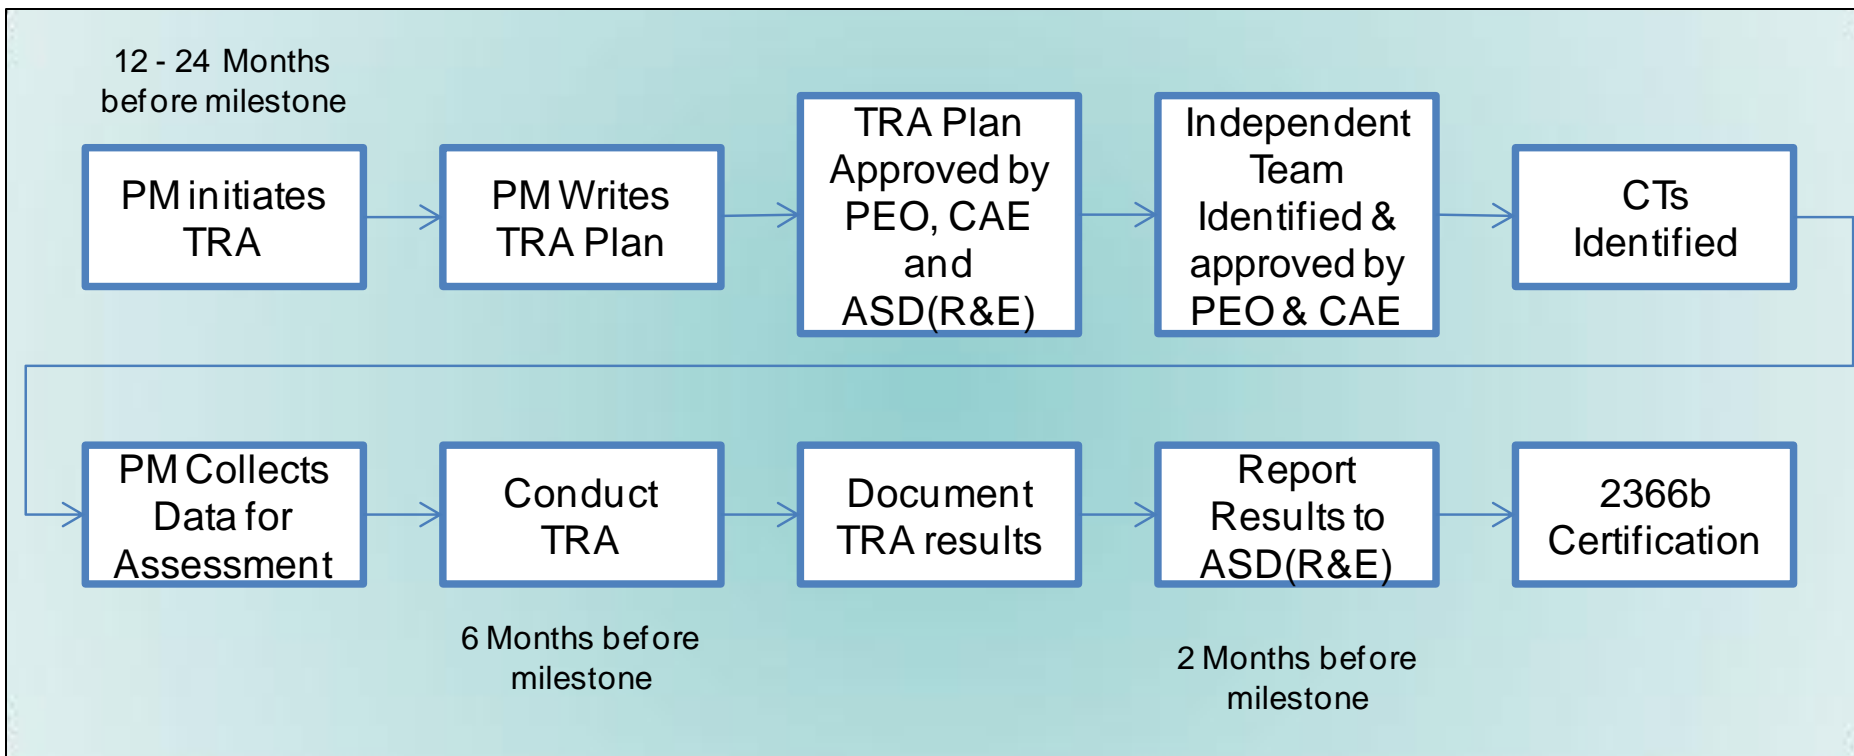 12 - 24 Months
before milestone
PM initiates
TRA
PM Writes
TRA Plan
TRA Plan
Approved by
PEO, CAE
and
ASD(R&E)
Independent
Team
Identified &
approved by
PEO & CAE
CTs
Identified
PM Collects
Data for
Assessment
Conduct
TRA
Document
TRA results
Report
Results to
ASD(R&E)
2366b
Certification
6 Months before
milestone
2 Months before
milestone